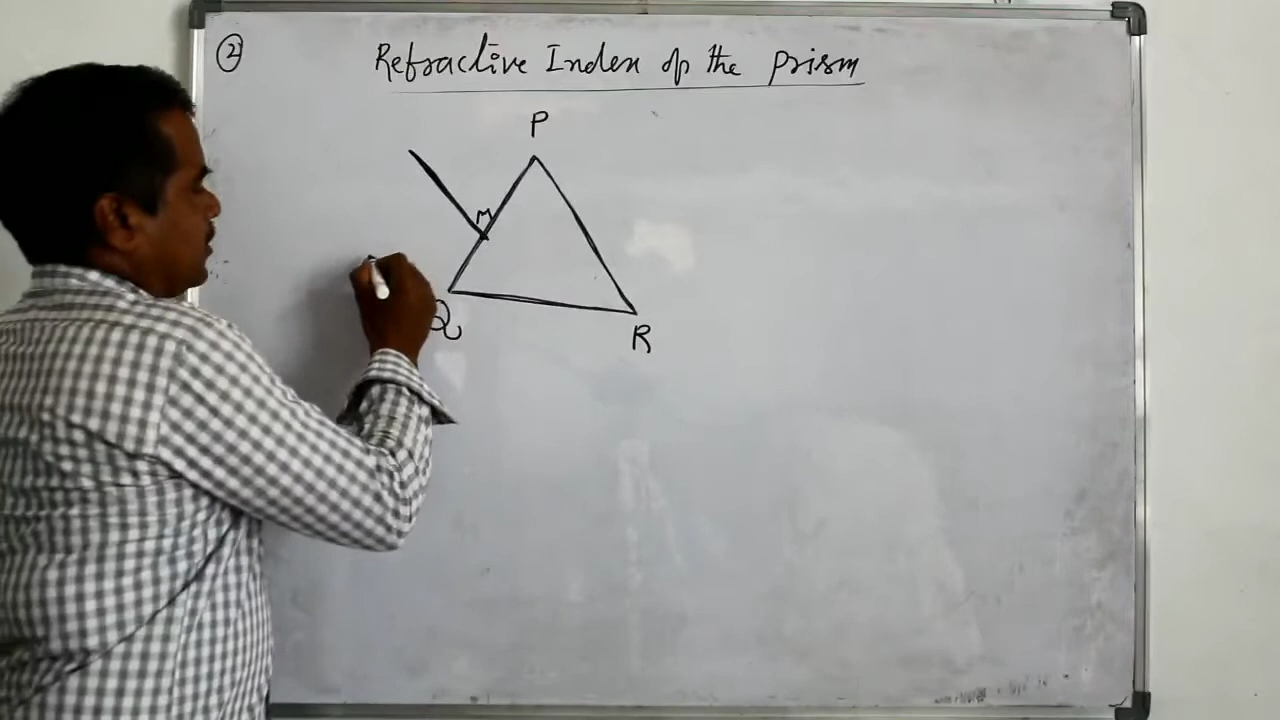 ② Refractive Index of the prism
P
M
Q
R